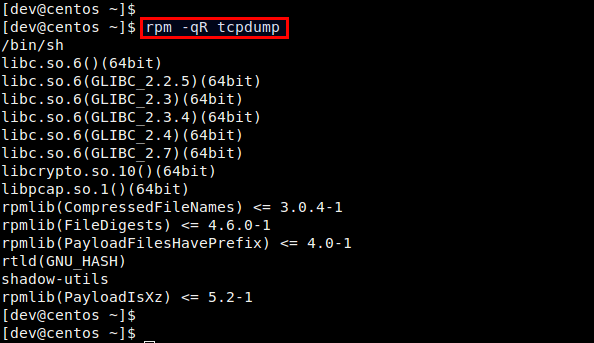 [dev@centos ~]$
[dev@centos ~]$ rpm -qR tcpdump
/bin/sh
libc.so.6()(64bit)
libc.so.6(GLIBC_2.2.5)(64bit)
libc.so.6(GLIBC_2.3)(64bit)
libc.so.6(GLIBC_2.3.4)(64bit)
libc.so.6(GLIBC_2.4)(64bit)
libc.so.6(GLIBC_2.7)(64bit)
libcrypto.so.10()(64bit)
libpcap.so.1()(64bit)
rpmlib(CompressedFileNames) <= 3.0.4-1
rpmlib(FileDigests) <= 4.6.0-1
rpmlib(PayloadFilesHavePrefix) <= 4.0-1
rtld(GNU_HASH)
shadow-utils
rpmlib(PayloadIsXz) <= 5.2-1
[dev@centos ~]$
[dev@centos ~]$